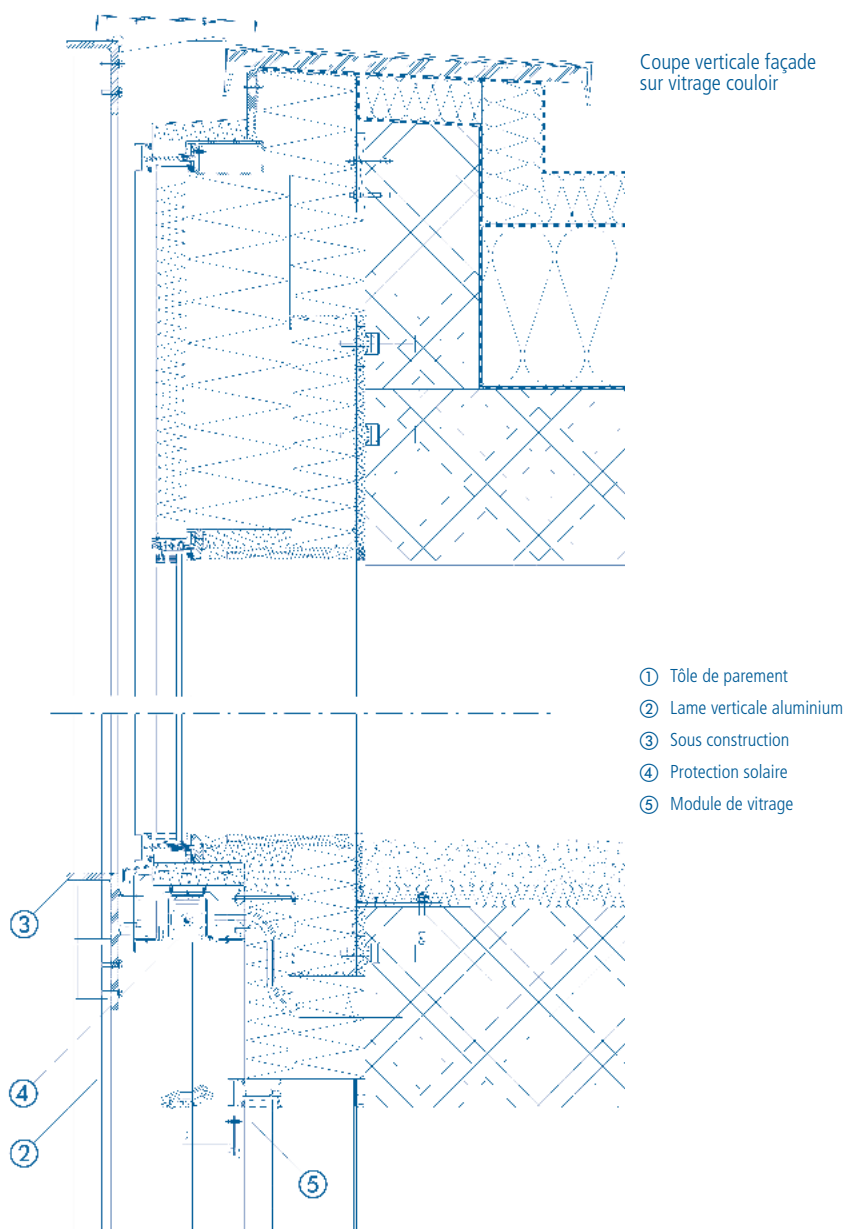 Coupe verticale façade
sur vitrage couloir
① Tôle de parement
② Lame verticale aluminium
③ Sous construction
④ Protection solaire
⑤ Module de vitrage
③
④
②
⑤